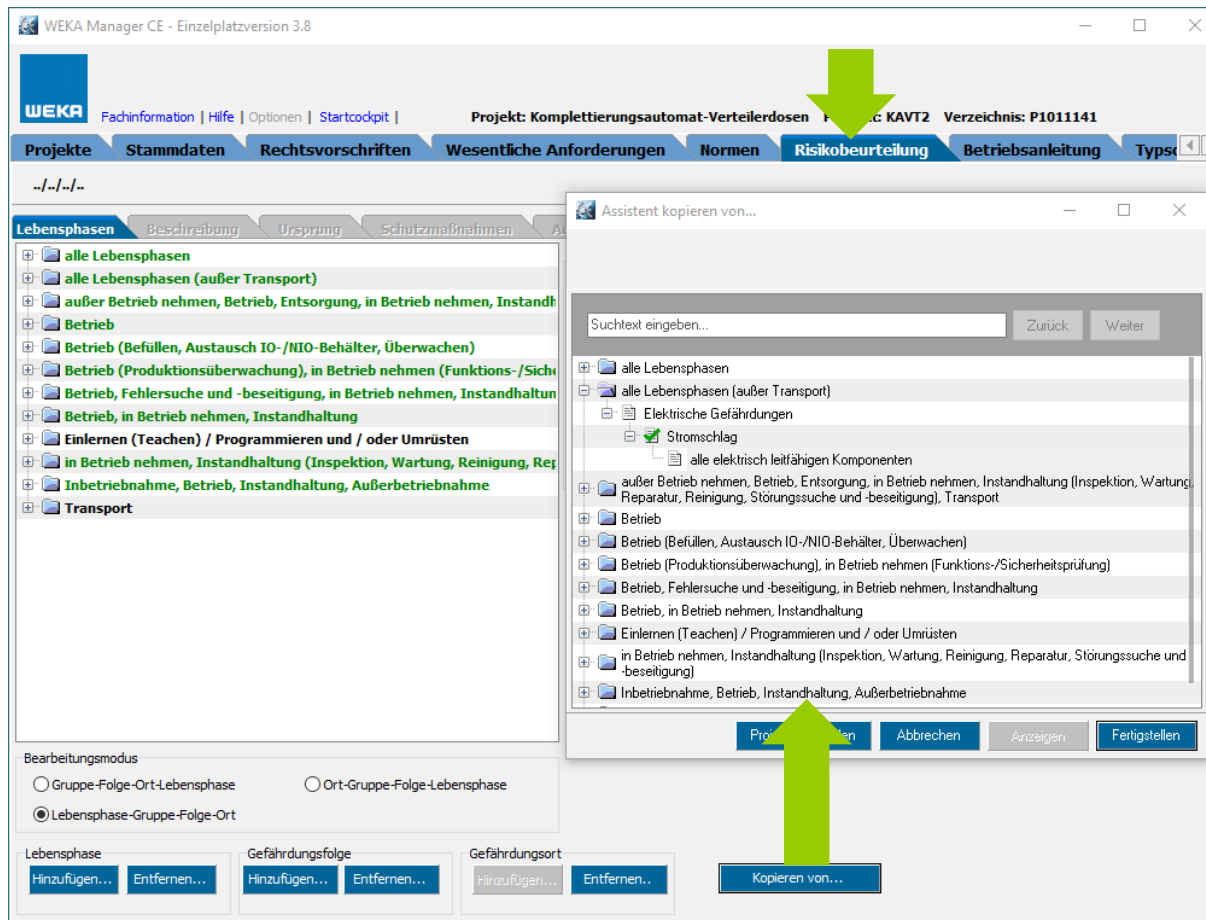 WEKA Manager CE - Einzelplatzversion 3.8
WEKA
Fachinformation | Hilfe | Optionen | Startcockpit |
Projekt: Komplettierungsautomat-Verteilerdosen KAVT2 Verzeichnis: P1011141
Projekte Stammdaten Rechtsvorschriften Wesentliche Anforderungen Normen Risikobeurteilung Betriebsanleitung
../../../..
Lebensphasen Beschreibung Ursprung Schutzmaßnahmen
alle Lebensphasen
alle Lebensphasen (außer Transport)
außer Betrieb nehmen, Betrieb, Entsorgung, in Betrieb nehmen,
Betrieb
Betrieb (Befüllen, Austausch IO-/NIO-Behälter, Überwachen)
Betrieb (Produktionsüberwachung), in Betrieb nehmen (Funktions-/
Betrieb, Fehlersuche und -beseitigung, in Betrieb nehmen,
Betrieb, in Betrieb nehmen, Instandhaltung
Einlernen (Teachen) / Programmieren und / oder Umrüsten
in Betrieb nehmen, Instandhaltung (Inspektion, Wartung, Reinigung,
Inbetriebnahme, Betrieb, Instandhaltung, Außerbetriebnahme
Transport
Assistent kopieren von...
Suchtext eingeben...
Zurück Weiter
alle Lebensphasen
alle Lebensphasen (außer Transport)
Elektrische Gefährdungen
Stromschlag
alle elektrisch leitfähigen Komponenten
außer Betrieb nehmen, Betrieb, Entsorgung, in Betrieb nehmen, Instandhaltung (Inspektion, Wartung,
Reparatur, Reinigung, Störungssuche und -beseitigung), Transport
Betrieb
Betrieb (Befüllen, Austausch IO-/NIO-Behälter, Überwachen)
Betrieb (Produktionsüberwachung), in Betrieb nehmen (Funktions-/Sicherheitsprüfung)
Betrieb, Fehlersuche und -beseitigung, in Betrieb nehmen, Instandhaltung
Betrieb, in Betrieb nehmen, Instandhaltung
Einlernen (Teachen) / Programmieren und / oder Umrüsten
in Betrieb nehmen, Instandhaltung (Inspektion, Wartung, Reinigung, Reparatur, Störungssuche und
-beseitigung)
Inbetriebnahme, Betrieb, Instandhaltung, Außerbetriebnahme
Abbrechen Anzeigen Fertigstellen
Bearbeitungsmodus
Gruppe-Folge-Ort-Lebensphase Ort-Gruppe-Folge-Lebensphase
Lebensphase-Gruppe-Folge-Ort
Lebensphase Gefährdungsfolge Gefährdungsort
Hinzufügen... Entfernen... Hinzufügen... Entfernen... Hinzufügen... Entfernen.. Kopieren von...